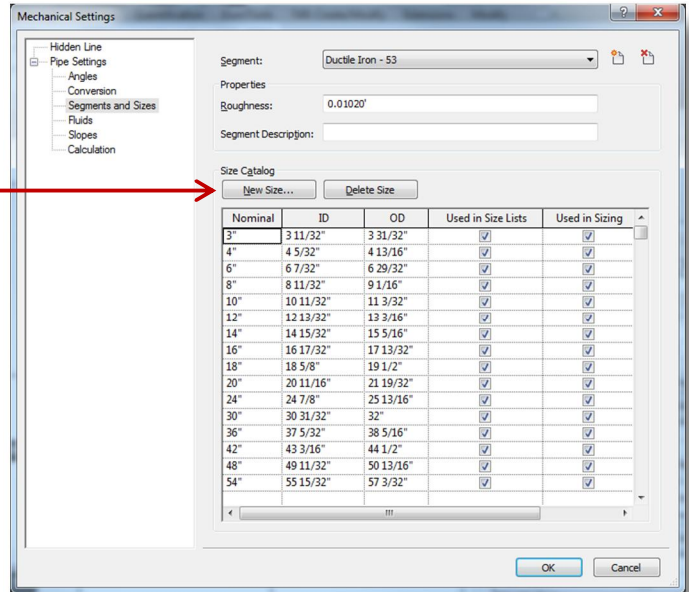 Mechanical Settings
Hidden Line
Pipe Settings
Angles
Conversion
Segments and Sizes
Fluids
Slopes
Calculation
Segment: Ductile Iron - 53
Properties
Roughness: 0.01020'
Segment Description:
Size Catalog
New Size... Delete Size
Nominal ID OD Used in Size Lists Used in Sizing
3" 3 11/32" 3 31/32"
4" 4 5/32" 4 13/16"
6" 6 7/32" 6 29/32"
8" 8 11/32" 9 1/16"
10" 10 11/32" 11 3/32"
12" 12 13/32" 13 3/16"
14" 14 15/32" 15 5/16"
16" 16 17/32" 17 13/32"
18" 18 5/8" 19 1/2"
20" 20 11/16" 21 19/32"
24" 24 7/8" 25 13/16"
30" 30 31/32" 32"
36" 37 5/32" 38 5/16"
42" 43 3/16" 44 1/2"
48" 49 11/32" 50 13/16"
54" 55 15/32" 57 3/32"
OK Cancel